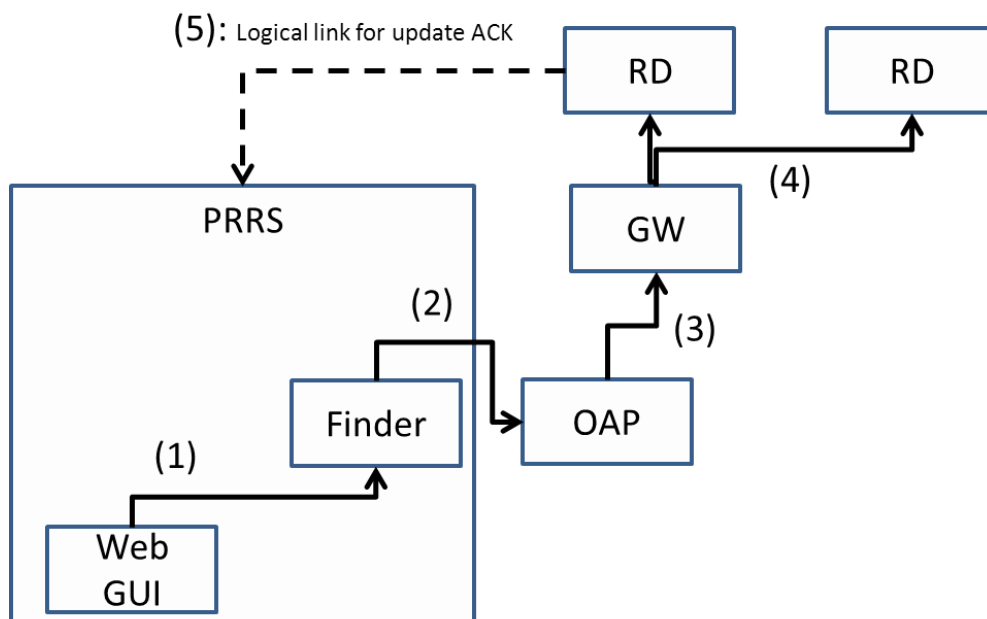 (5): Logical link for update ACK
RD
RD
(4)
PRRS
GW
(2)
(3)
Finder
OAP
(1)
Web
GUI